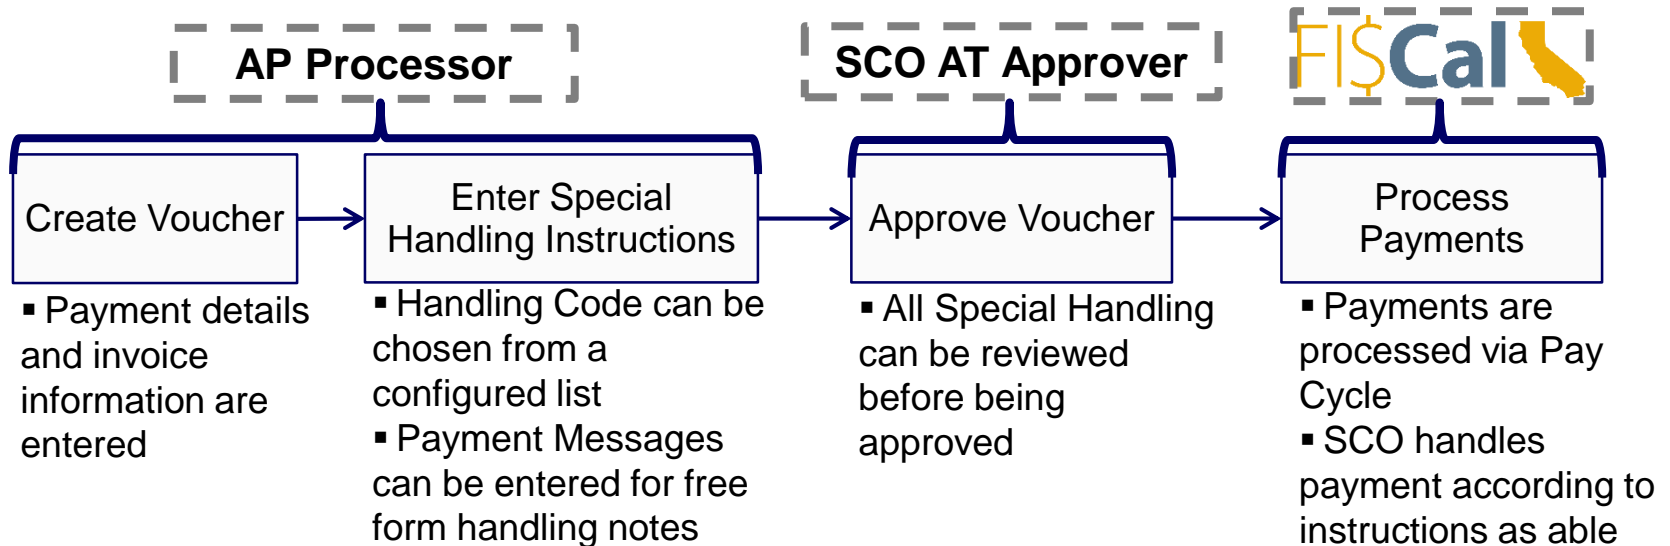 AP Processor
SCO AT Approver
FI$Cal
Create Voucher
Enter Special
Handling Instructions
Approve Voucher
Process
Payments
▪ Payment details
and invoice
information are
entered
▪ Handling Code can be
chosen from a
configured list
▪ Payment Messages
can be entered for free
form handling notes
▪ All Special Handling
can be reviewed
before being
approved
▪ Payments are
processed via Pay
Cycle
▪ SCO handles
payment according to
instructions as able